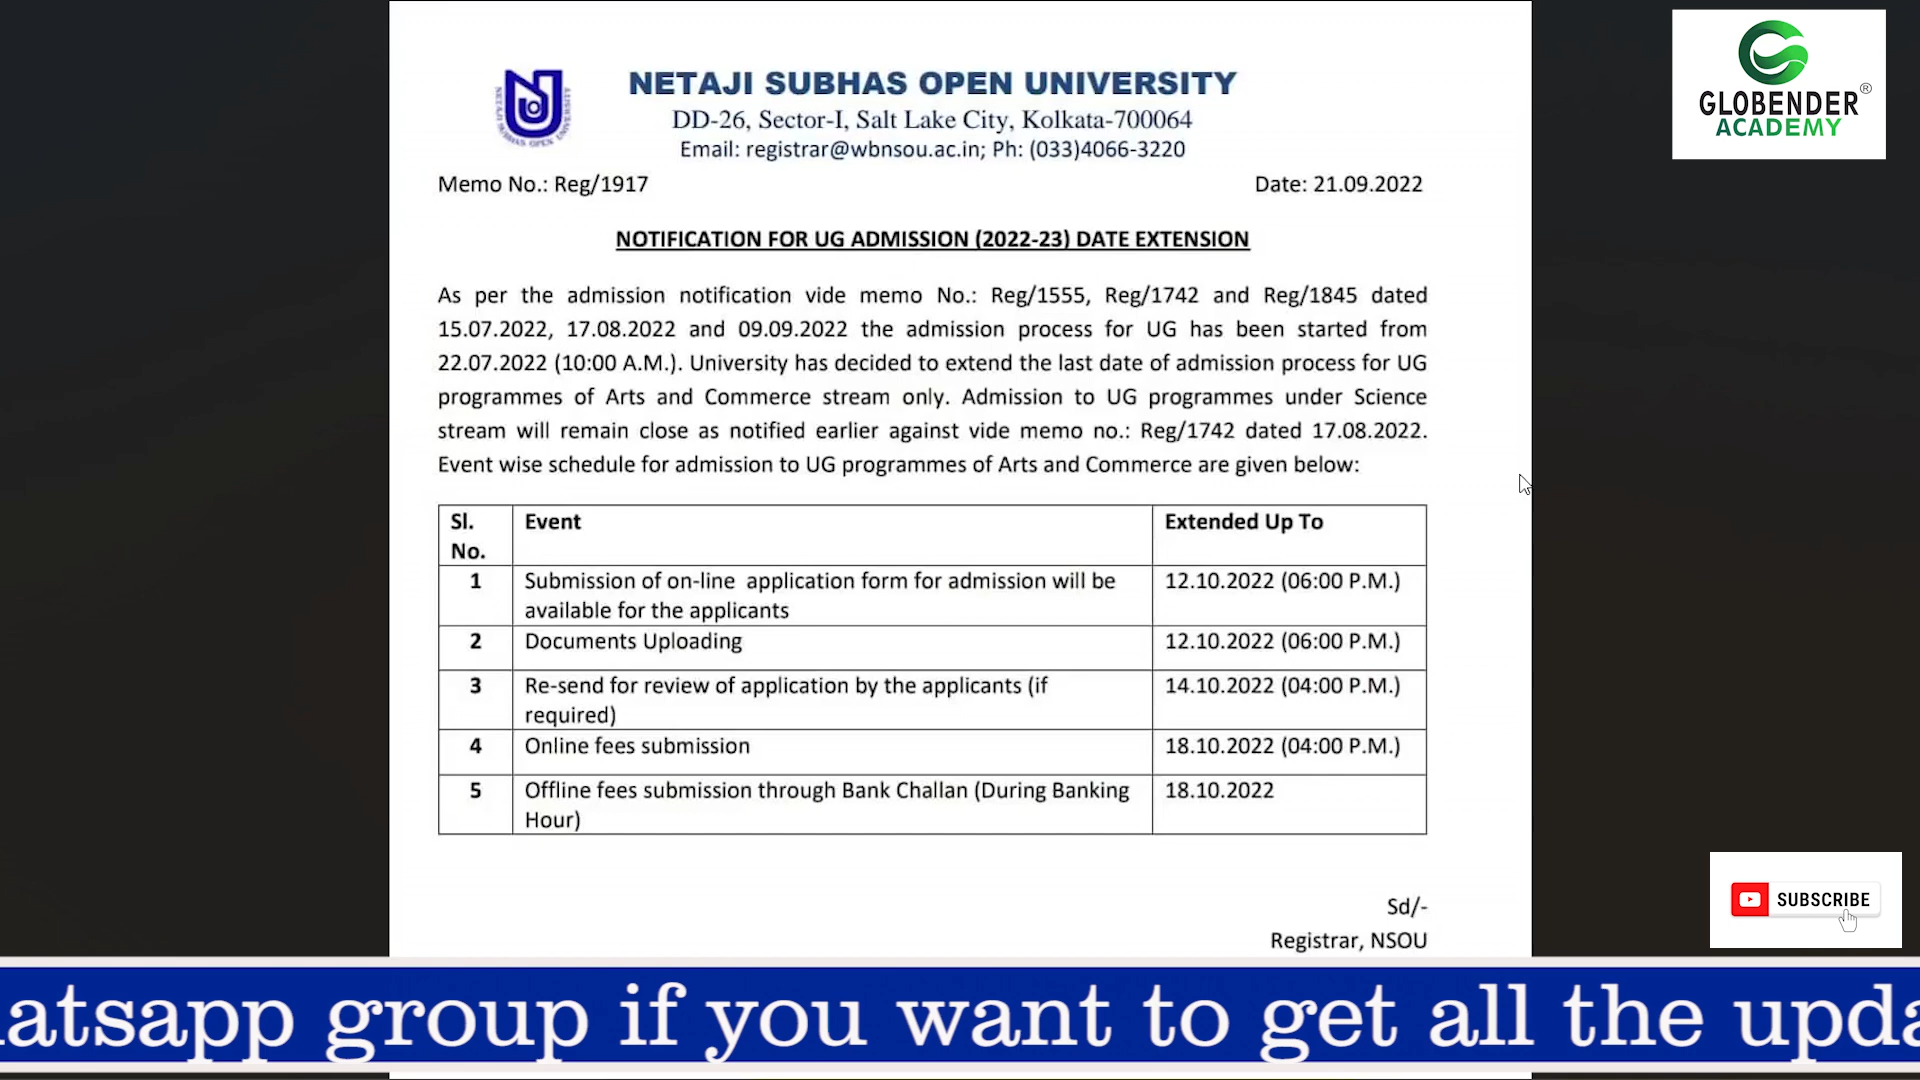 NETAJI SUBHAS OPEN UNIVERSITY
DD-26, Sector-I, Salt Lake City, Kolkata-700064
Email: registrar@wbnsou.ac.in; Ph: (033)4066-3220
NETAJI SUBHAS OPEN UNIVERSITY
GLOBENDER®
ACADEMY
Memo No.: Reg/1917 Date: 21.09.2022
NOTIFICATION FOR UG ADMISSION (2022-23) DATE EXTENSION
As per the admission notification vide memo No.: Reg/1555, Reg/1742 and Reg/1845 dated
15.07.2022, 17.08.2022 and 09.09.2022 the admission process for UG has been started from
22.07.2022 (10:00 A.M.). University has decided to extend the last date of admission process for UG
programmes of Arts and Commerce stream only. Admission to UG programmes under Science
stream will remain close as notified earlier against vide memo no.: Reg/1742 dated 17.08.2022.
Event wise schedule for admission to UG programmes of Arts and Commerce are given below:
Sl. Event Extended Up To
No.
1 Submission of on-line application form for admission will be 12.10.2022 (06:00 P.M.)
available for the applicants
2 Documents Uploading 12.10.2022 (06:00 P.M.)
3 Re-send for review of application by the applicants (if 14.10.2022 (04:00 P.M.)
required)
4 Online fees submission 18.10.2022 (04:00 P.M.)
5 Offline fees submission through Bank Challan (During Banking 18.10.2022
Hour)
Sd/-
Registrar, NSOU
SUBSCRIBE
atsapp group if you want to get all the upda